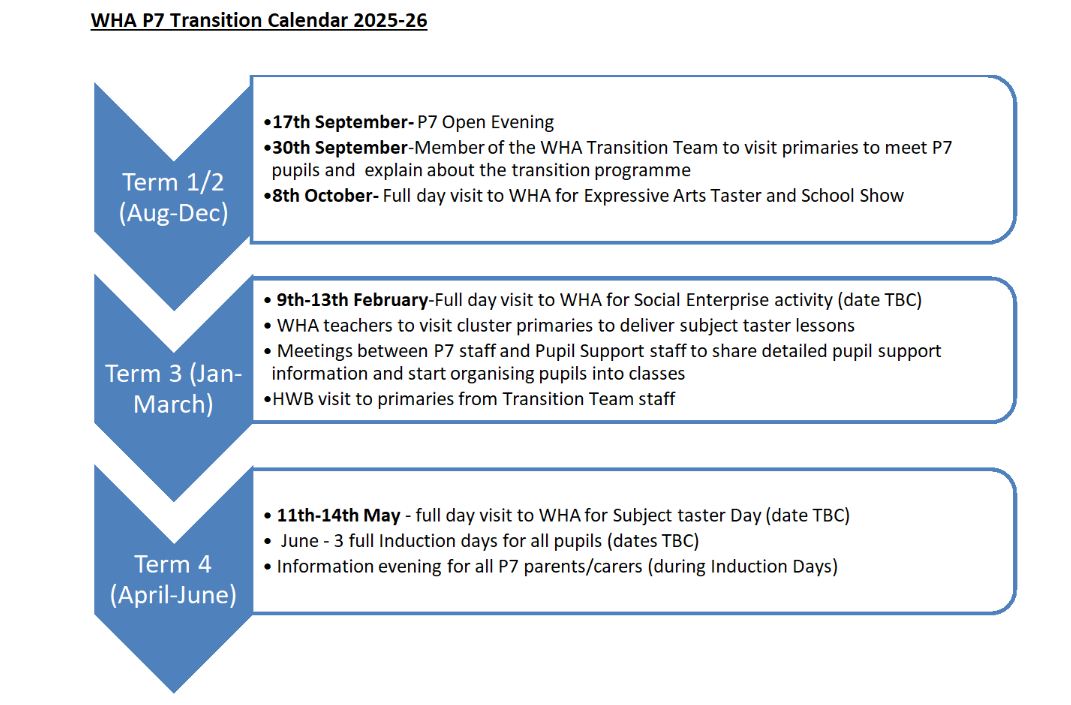 WHA P7 Transition Calendar 2025-26
Term 1/2
(Aug-Dec)
•17th September- P7 Open Evening
•30th September-Member of the WHA Transition Team to visit primaries to meet P7
pupils and  explain about the transition programme
•8th October- Full day visit to WHA for Expressive Arts Taster and School Show
Term 3 (Jan-
March)
• 9th-13th February-Full day visit to WHA for Social Enterprise activity (date TBC)
• WHA teachers to visit cluster primaries to deliver subject taster lessons
• Meetings between P7 staff and Pupil Support staff to share detailed pupil support
information and start organising pupils into classes
•HWB visit to primaries from Transition Team staff
Term 4
(April-June)
• 11th-14th May - full day visit to WHA for Subject taster Day (date TBC)
•  June - 3 full Induction days for all pupils (dates TBC)
• Information evening for all P7 parents/carers (during Induction Days)